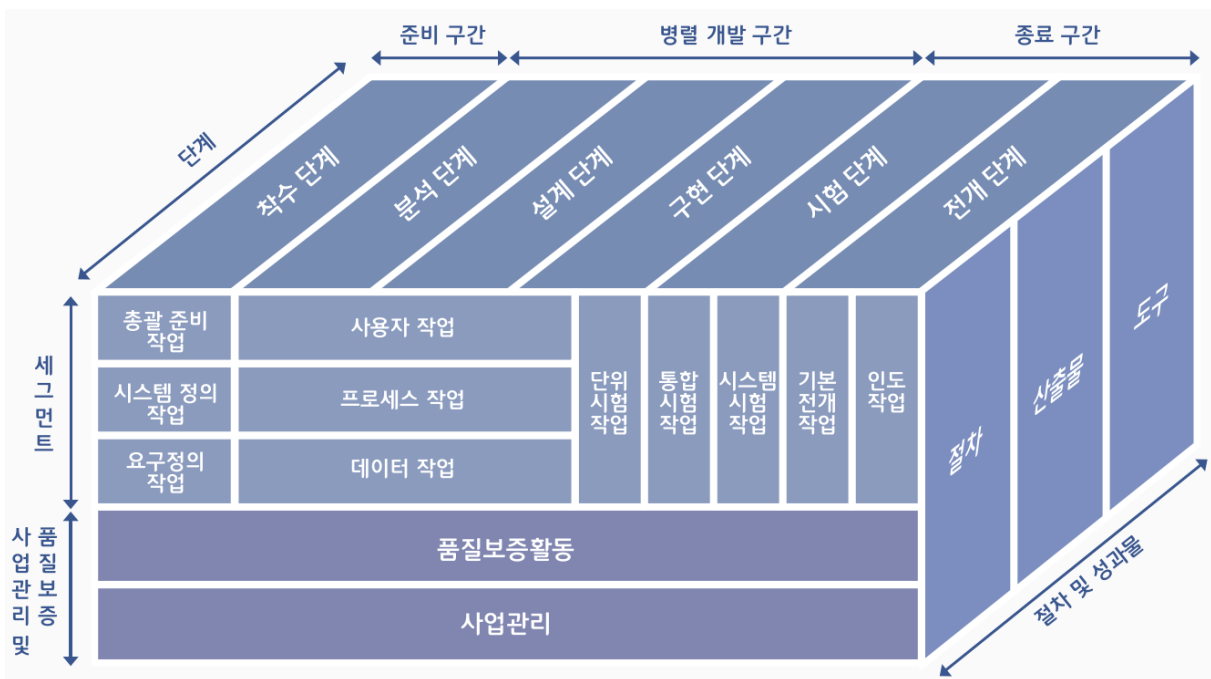 준비 구간
병렬 개발 구간
종료 구간
단계
착수 단계
분석 단계
설계 단계
구현 단계
시험 단계
전개 단계
세그먼트
총괄 준비
작업
시스템 정의
작업
요구정의
작업
사용자 작업
프로세스 작업
데이터 작업
단위
시험
작업
통합
시험
작업
시스템
시험
작업
기본
전개
작업
인도
작업
절차
산출물
도구
품질보증
사업관리 및
품질보증활동
사업관리
절차 및 성과물